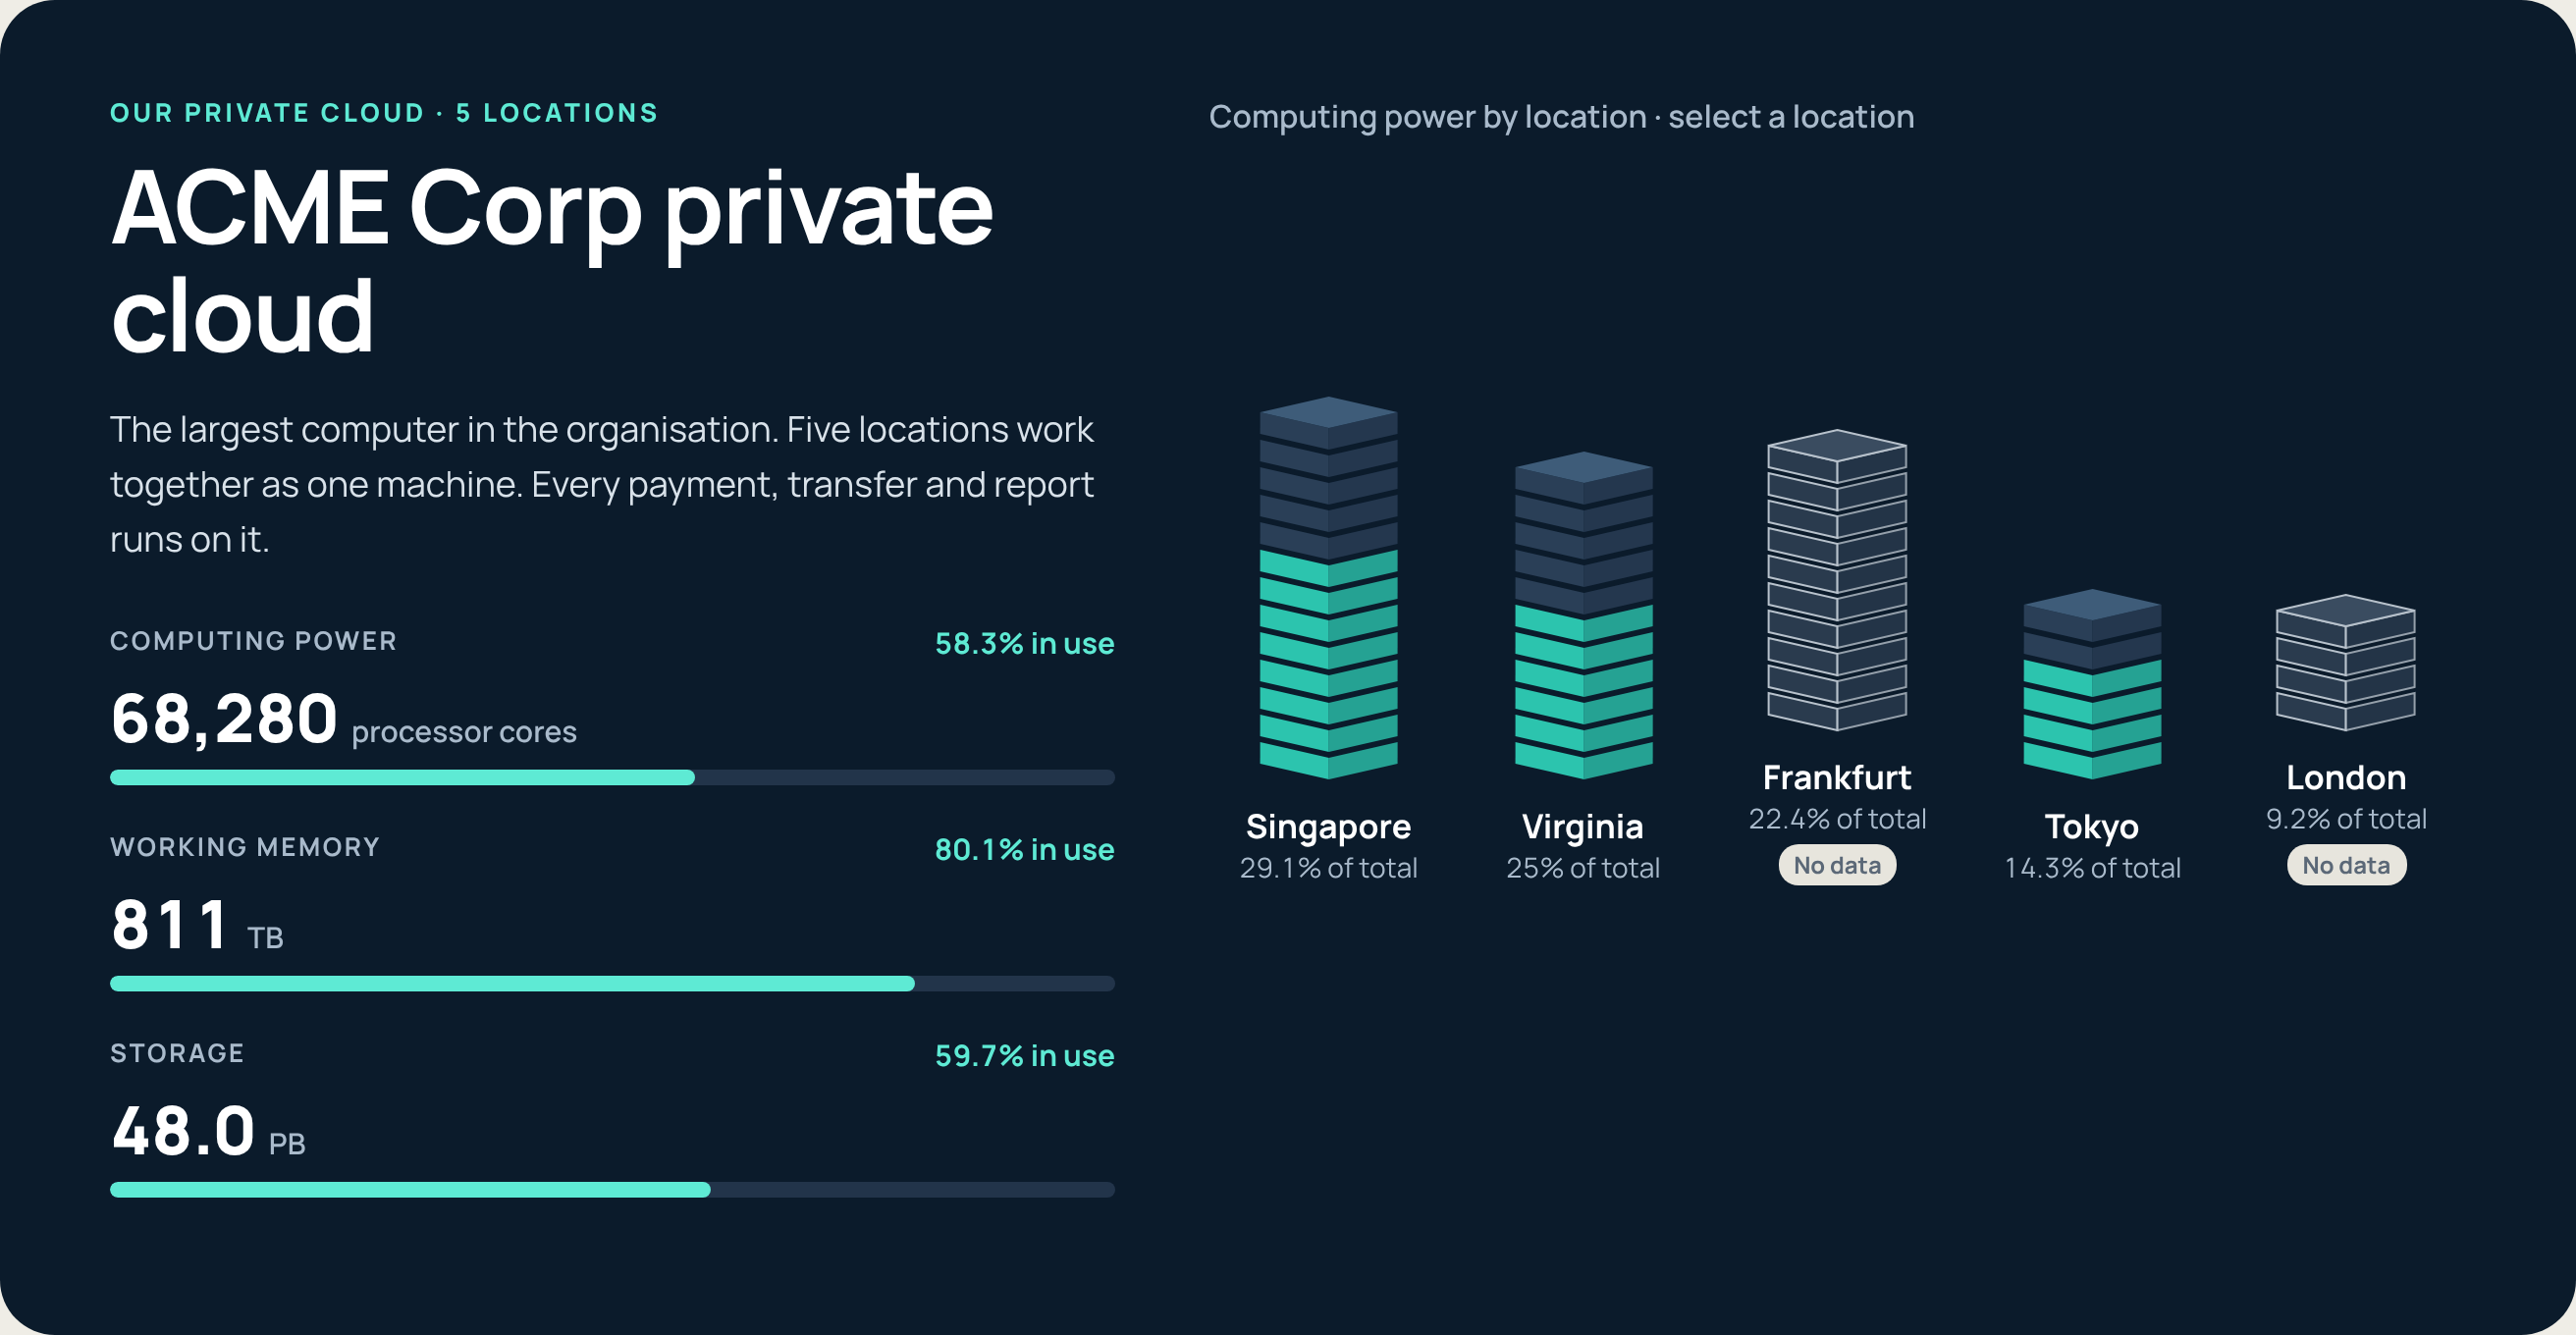 OUR PRIVATE CLOUD · 5 LOCATIONS
ACME Corp private
cloud
The largest computer in the organisation. Five locations work
together as one machine. Every payment, transfer and report
runs on it.
COMPUTING POWER
58.3% in use
68,280 processor cores
WORKING MEMORY
80.1% in use
811 TB
STORAGE
59.7% in use
48.0 PB
Computing power by location · select a location
Singapore
29.1% of total
Virginia
25% of total
Frankfurt
22.4% of total
No data
Tokyo
14.3% of total
London
9.2% of total
No data